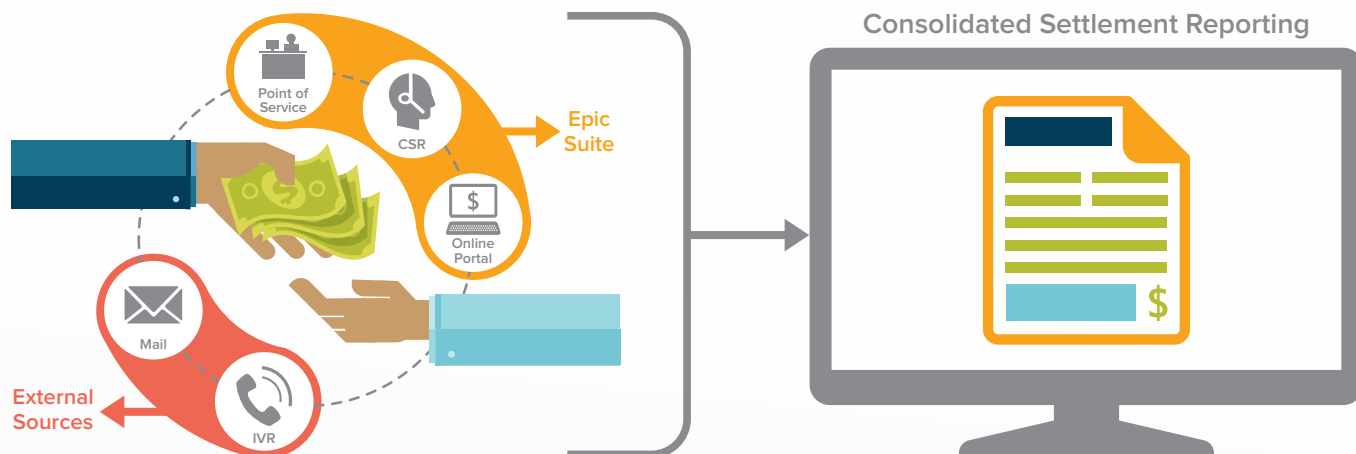 Consolidated Settlement Reporting
Point of
Service
CSR
Epic
Suite
$
Online
Portal
Mail
IVR
External
Sources
$
$